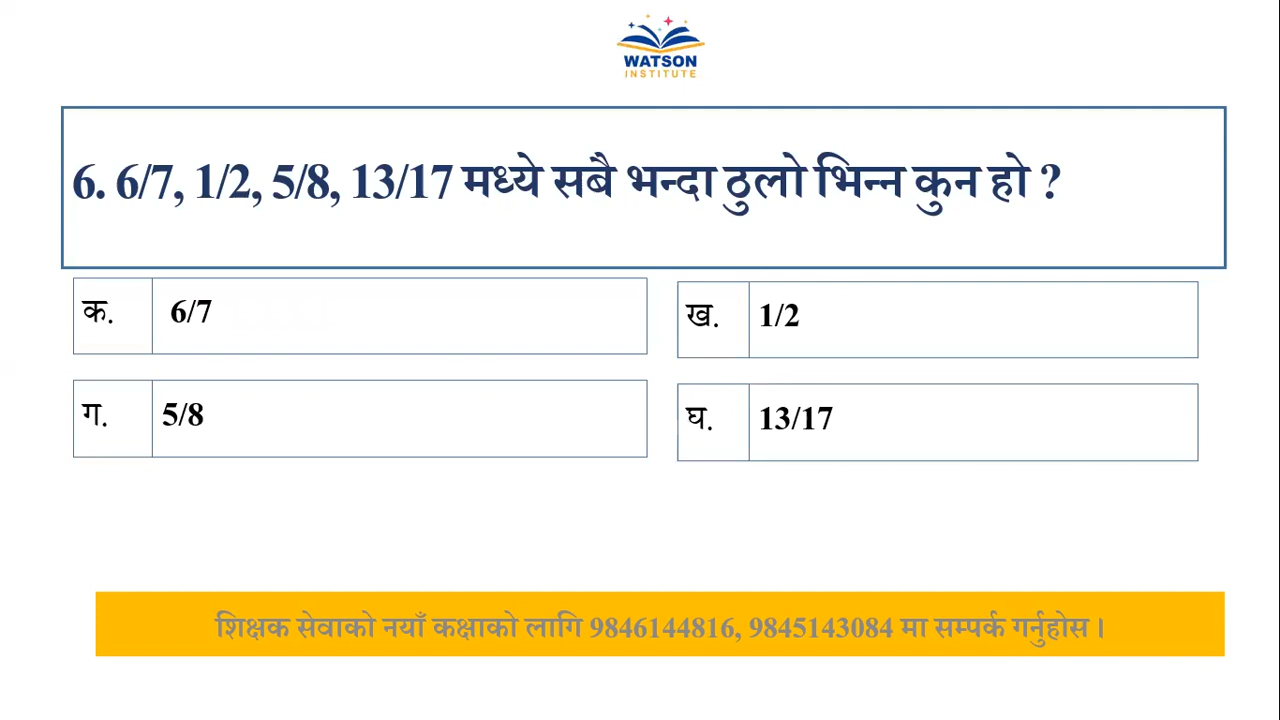 WATSON
INSTITUTE
6. 6/7, 1/2, 5/8, 13/17 मध्ये सबै भन्दा ठुलो भिन्न कुन हो ?
क. 6/7
ख. 1/2
ग. 5/8
घ. 13/17
शिक्षक सेवाको नयाँ कक्षाको लागि 9846144816, 9845143084 मा सम्पर्क गर्नुहोस ।